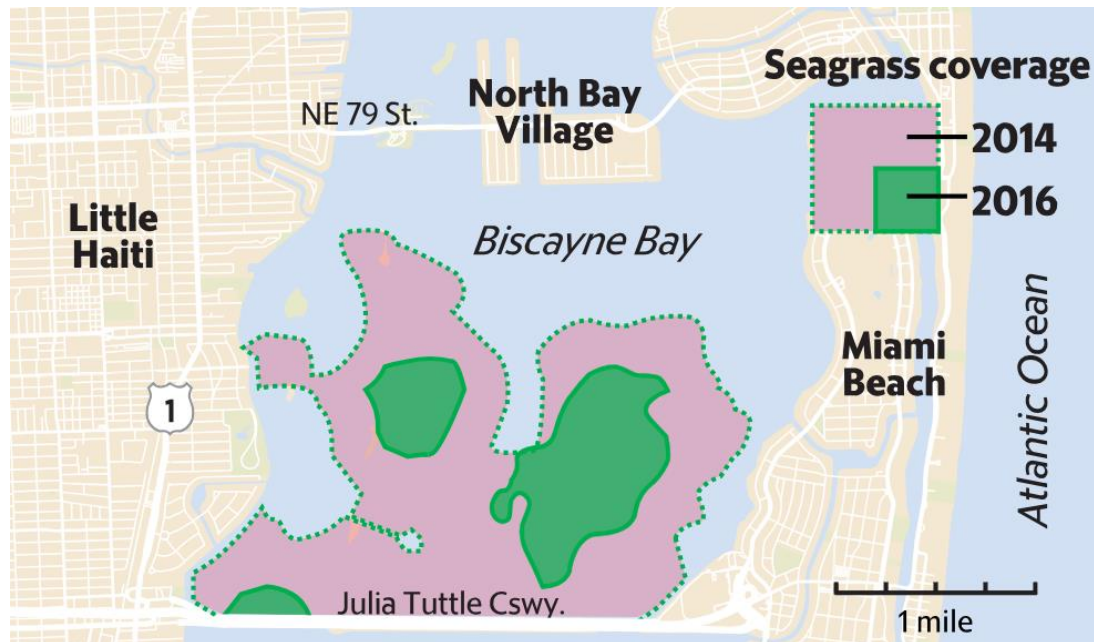 Seagrass coverage
2014
2016
NE 79 St.
North Bay
Village
Little
Haiti
Biscayne Bay
Miami
Beach
Atlantic Ocean
1
Julia Tuttle Cswy.
1 mile